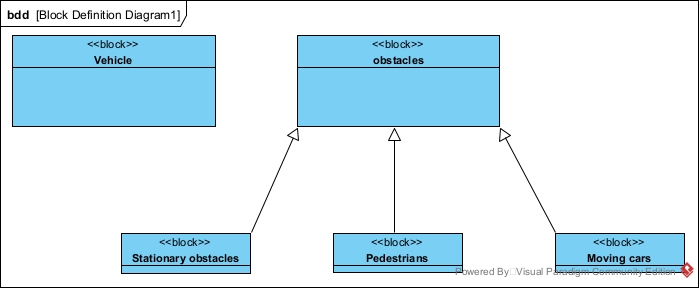 bdd [Block Definition Diagram1]
<<block>>
Vehicle
<<block>>
obstacles
<<block>>
Stationary obstacles
<<block>>
Pedestrians
<<block>>
Moving cars
Powered By Visual Paradigm Community Edition